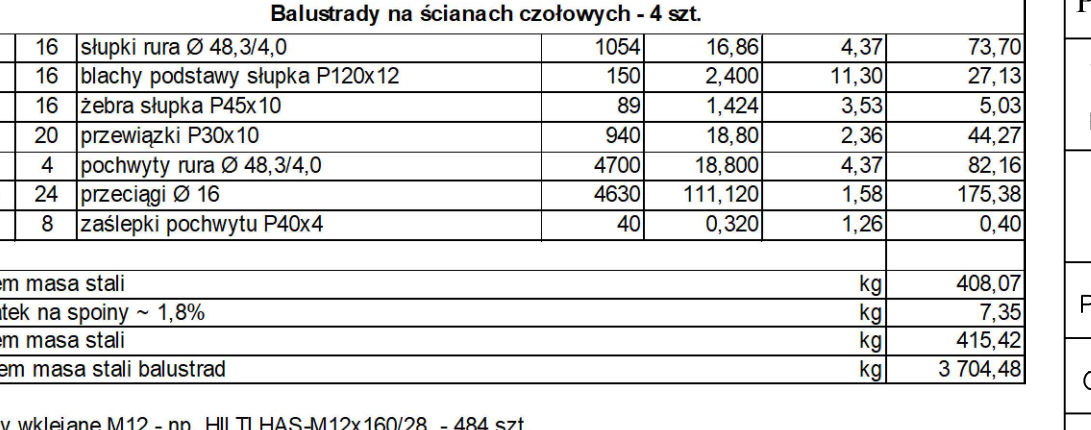 Balustrady na ścianach czołowych - 4 szt.
16 słupki rura Ø 48,3/4,0 1054 16,86 4,37 73,70
16 blachy podstawy słupka P120x12 150 2,400 11,30 27,13
16 żebra słupka P45x10 89 1,424 3,53 5,03
20 przewiązki P30x10 940 18,80 2,36 44,27
4 pochwyty rura Ø 48,3/4,0 4700 18,800 4,37 82,16
24 przeciągi Ø 16 4630 111,120 1,58 175,38
8 zaślepki pochwytu P40x4 40 0,320 1,26 0,40
em masa stali kg 408,07
atek na spoiny ~ 1,8% kg 7,35
em masa stali kg 415,42
em masa stali balustrad kg 3 704,48
y wklejane M12 - np. HILTI HAS-M12x160/28 - 484 szt.